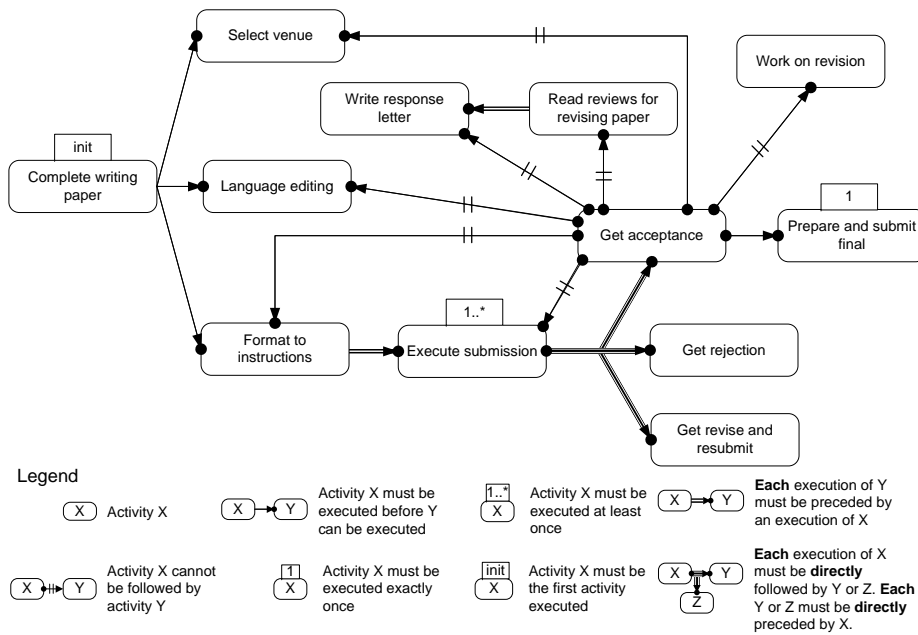 Select venue
Work on revision
Write response
letter
Read reviews for
revising paper
init
Complete writing
paper
Language editing
1
Get acceptance
Prepare and submit
final
1..*
Format to
instructions
Execute submission
Get rejection
Get revise and
resubmit
Legend
X
Activity X
X
Y
Activity X must be
executed before Y
can be executed
1..*
X
Activity X must be
executed at least
once
X
Y
Each execution of Y
must be preceded by
an execution of X
X
Y
Activity X cannot
be followed by
activity Y
1
X
Activity X must be
executed exactly
once
init
X
Activity X must be
the first activity
executed
X
Y
Z
Each execution of X
must be directly
followed by Y or Z. Each
Y or Z must be directly
preceded by X.